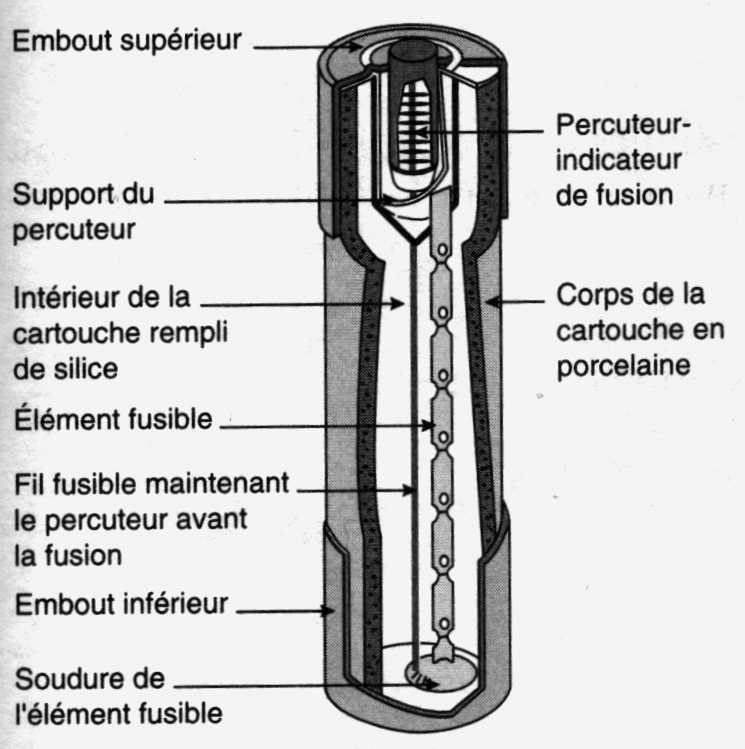 Embout supérieur
Support du
percuteur
Intérieur de la
cartouche rempli
de silice
Élément fusible
Fil fusible maintenant
le percuteur avant
la fusion
Embout inférieur
Soudure de
l'élément fusible
Percuteur-
indicateur
de fusion
Corps de la
cartouche en
porcelaine